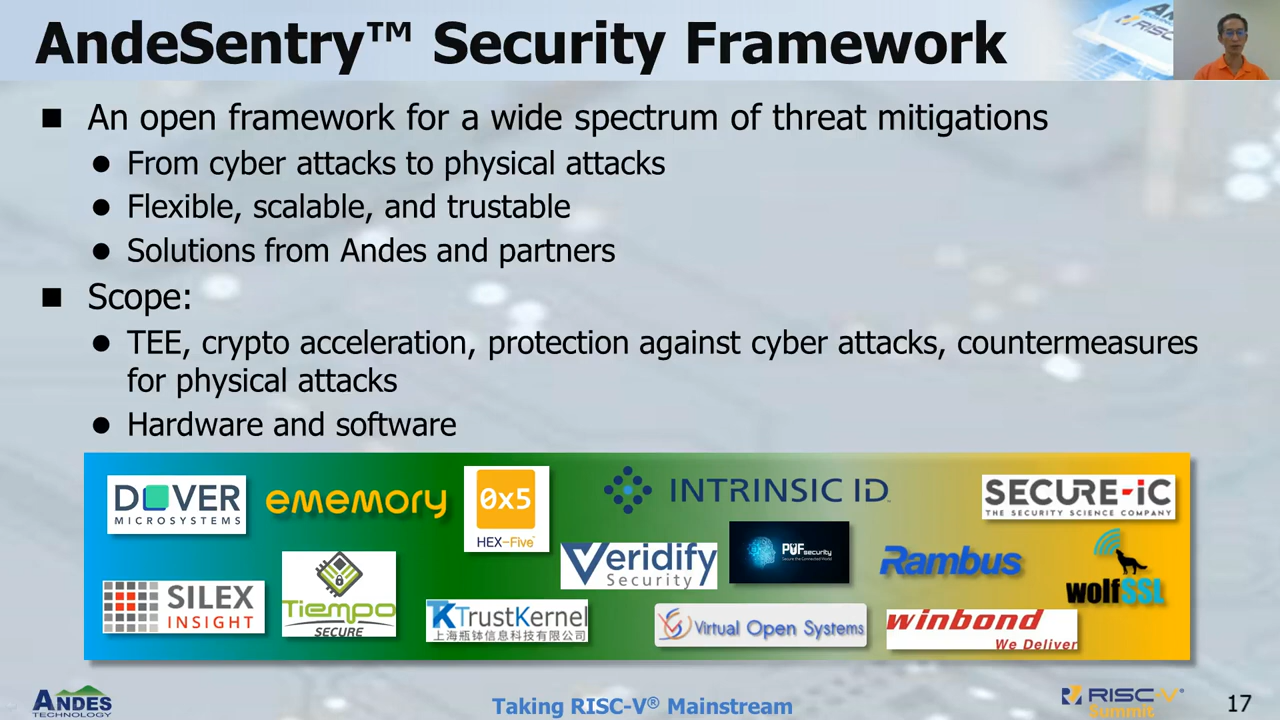 AndeSentry™ Security Framework
An open framework for a wide spectrum of threat mitigations
From cyber attacks to physical attacks
Flexible, scalable, and trustable
Solutions from Andes and partners
Scope:
TEE, crypto acceleration, protection against cyber attacks, countermeasures
for physical attacks
Hardware and software
DOVER
MICROSYSTEMS
eMEMORY
0x5
HEX-Five
INTRINSIC ID
SECURE-iC
THE SECURITY SCIENCE COMPANY
Veridify
Security
PUFsecurity
Secure the Connected World
Rambus
wolfSSL
SILEX
INSIGHT
Tiempo
SECURE
TrustKernel
上海瓶钵信息科技有限公司
Virtual Open Systems
winbond
We Deliver
ANDES
TECHNOLOGY
Taking RISC-V® Mainstream
RISC-V®
Summit
17